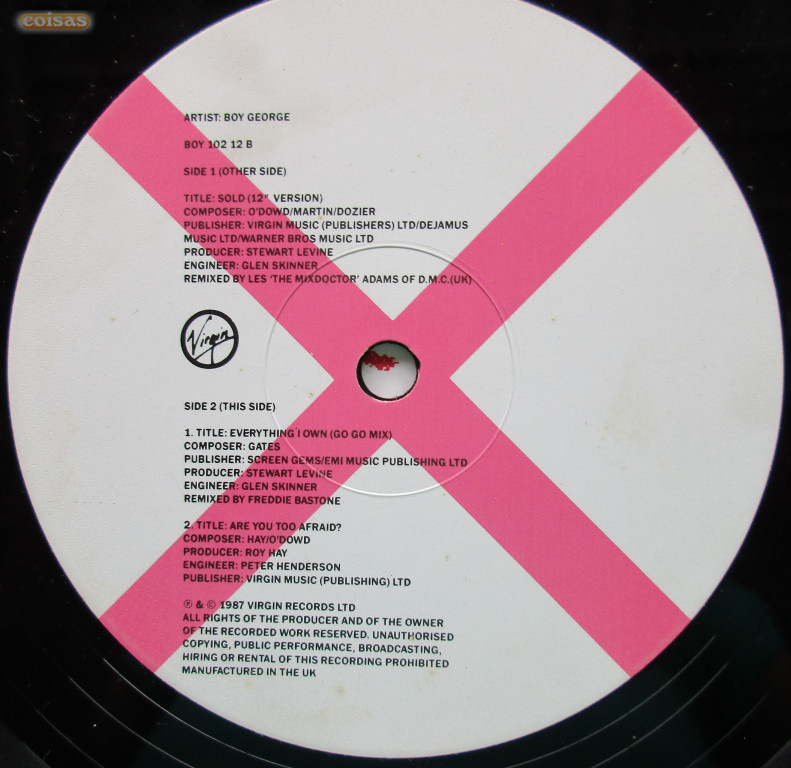 coisas
ARTIST: BOY GEORGE
BOY 102 12 B
SIDE 1 (OTHER SIDE)
TITLE: SOLD (12" VERSION)
COMPOSER: O'DOWD/MARTIN/DOZIER
PUBLISHER: VIRGIN MUSIC (PUBLISHERS) LTD/DEJAMUS
MUSIC LTD/WARNER BROS MUSIC LTD
PRODUCER: STEWART LEVINE
ENGINEER: GLEN SKINNER
REMIXED BY LES 'THE MIXDOCTOR' ADAMS OF D.M.C.(UK)
Virgin
SIDE 2 (THIS SIDE)
1. TITLE: EVERYTHING I OWN (GO GO MIX)
COMPOSER: GATES
PUBLISHER: SCREEN GEMS/EMI MUSIC PUBLISHING LTD
PRODUCER: STEWART LEVINE
ENGINEER: GLEN SKINNER
REMIXED BY FREDDIE BASTONE
2. TITLE: ARE YOU TOO AFRAID?
COMPOSER: HAY/O'DOWD
PRODUCER: ROY HAY
ENGINEER: PETER HENDERSON
PUBLISHER: VIRGIN MUSIC (PUBLISHING) LTD
℗ & © 1987 VIRGIN RECORDS LTD
ALL RIGHTS OF THE PRODUCER AND OF THE OWNER
OF THE RECORDED WORK RESERVED. UNAUTHORISED
COPYING, PUBLIC PERFORMANCE, BROADCASTING,
HIRING OR RENTAL OF THIS RECORDING PROHIBITED
MANUFACTURED IN THE UK